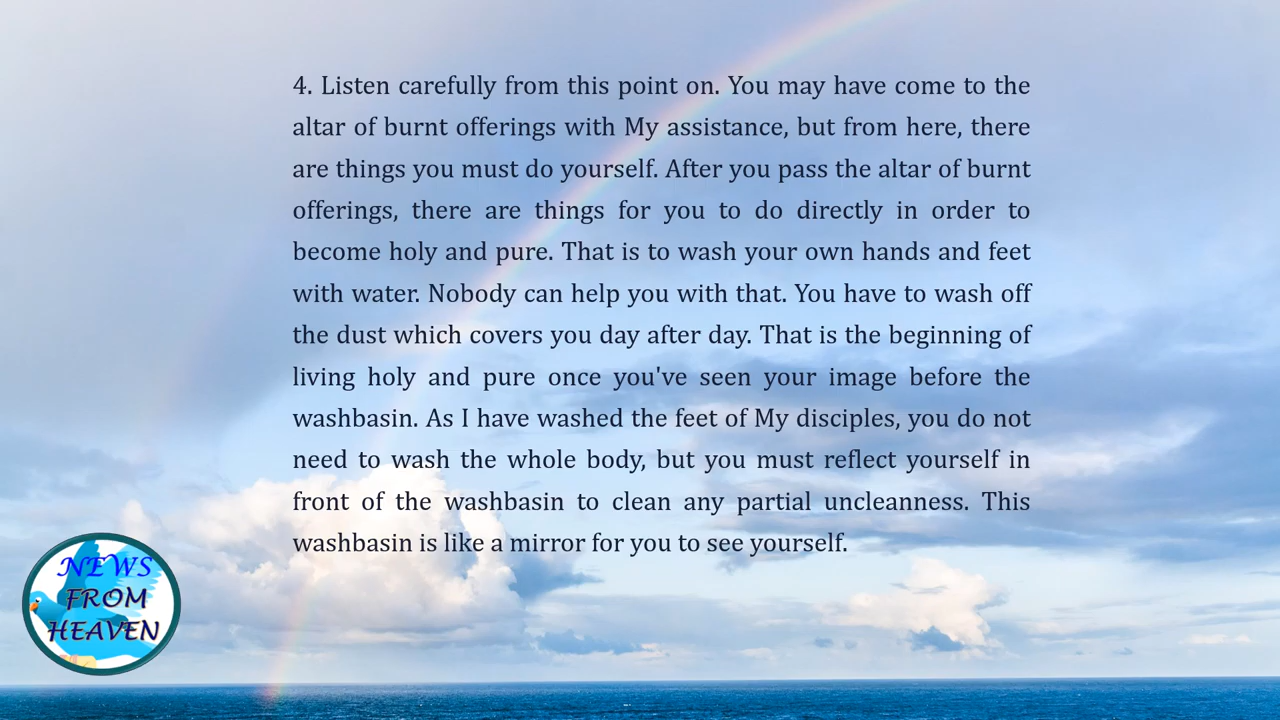 4. Listen carefully from this point on. You may have come to the
altar of burnt offerings with My assistance, but from here, there
are things you must do yourself. After you pass the altar of burnt
offerings, there are things for you to do directly in order to
become holy and pure. That is to wash your own hands and feet
with water. Nobody can help you with that. You have to wash off
the dust which covers you day after day. That is the beginning of
living holy and pure once you've seen your image before the
washbasin. As I have washed the feet of My disciples, you do not
need to wash the whole body, but you must reflect yourself in
front of the washbasin to clean any partial uncleanness. This
washbasin is like a mirror for you to see yourself.
NEWS
FROM
HEAVEN